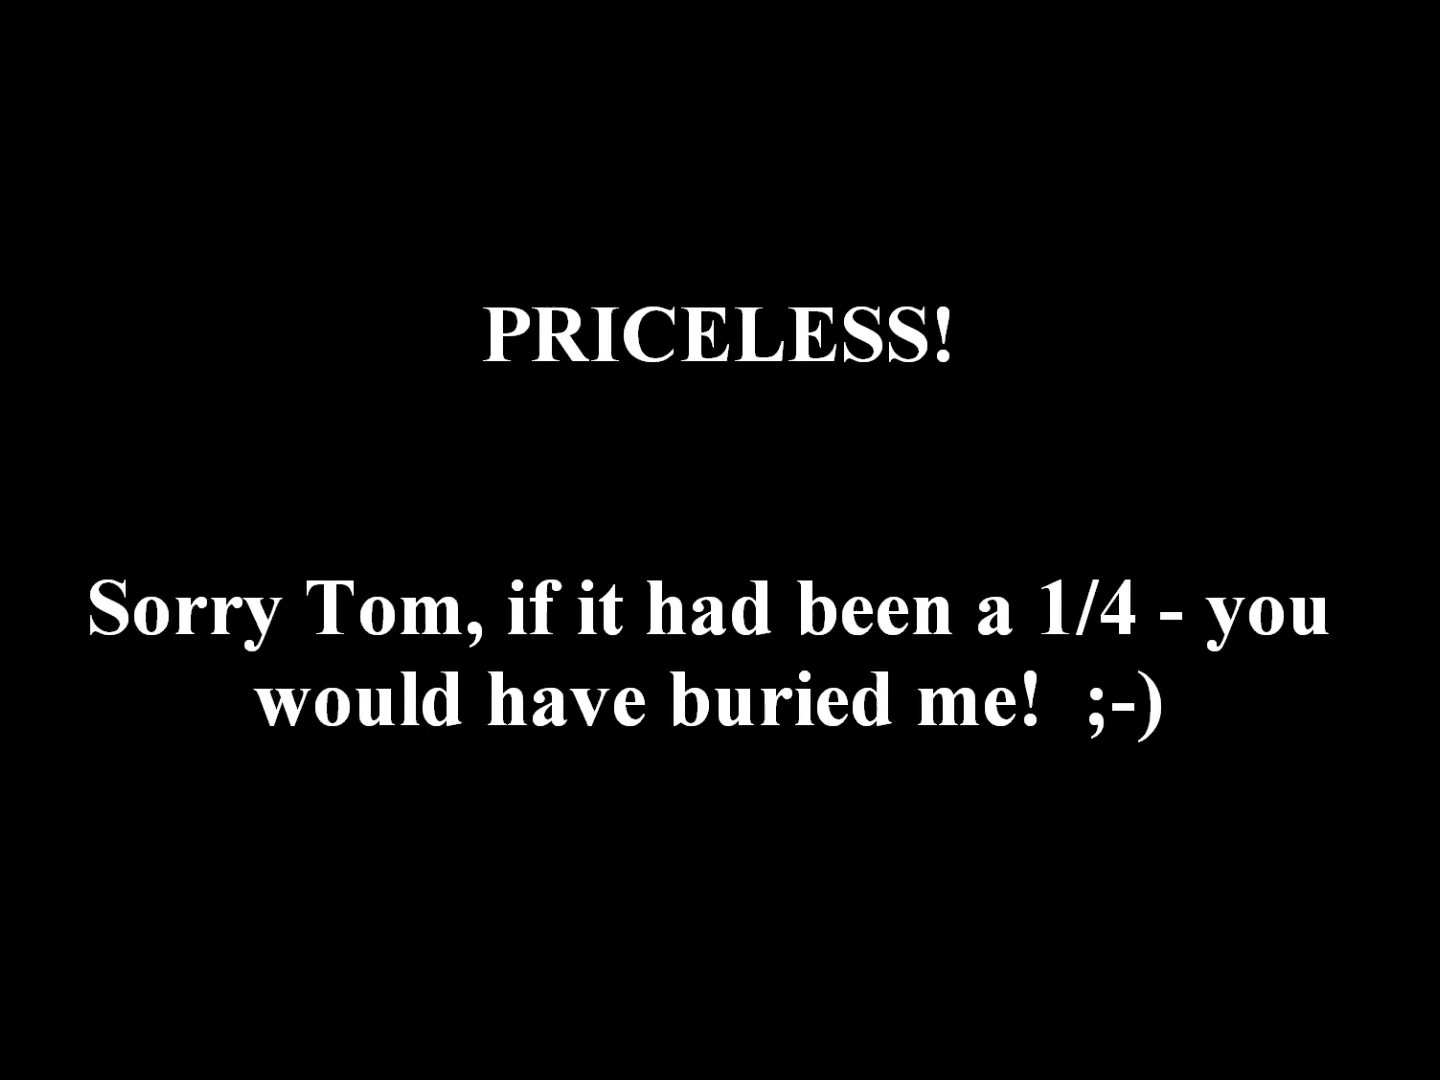 PRICELESS!
Sorry Tom, if it had been a 1/4 - you
would have buried me!  ;-)